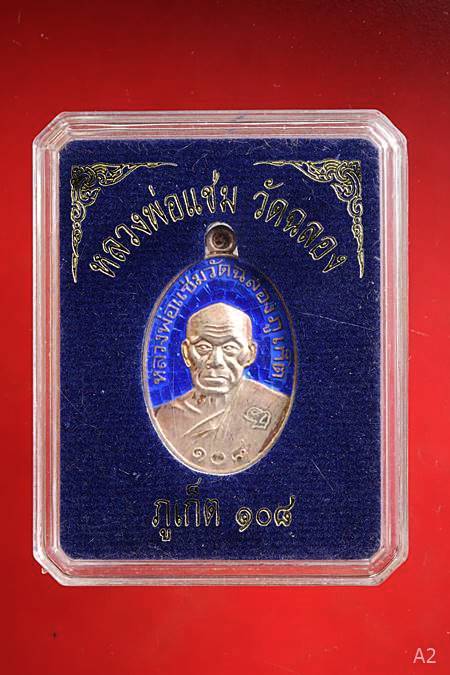 หลวงพ่อแช่ม วัดฉลอง
หลวงพ่อแช่มวัดฉลองภูเก็ต
๑๐๘
ภูเก็ต ๑๐๘
A2